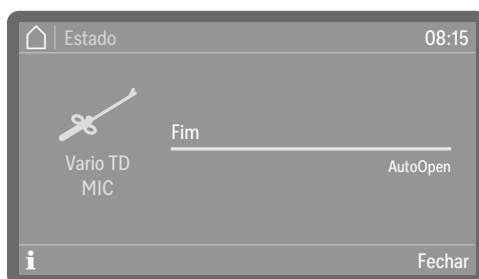 Estado 08:15
Fim
Vario TD
MIC
AutoOpen
i Fechar